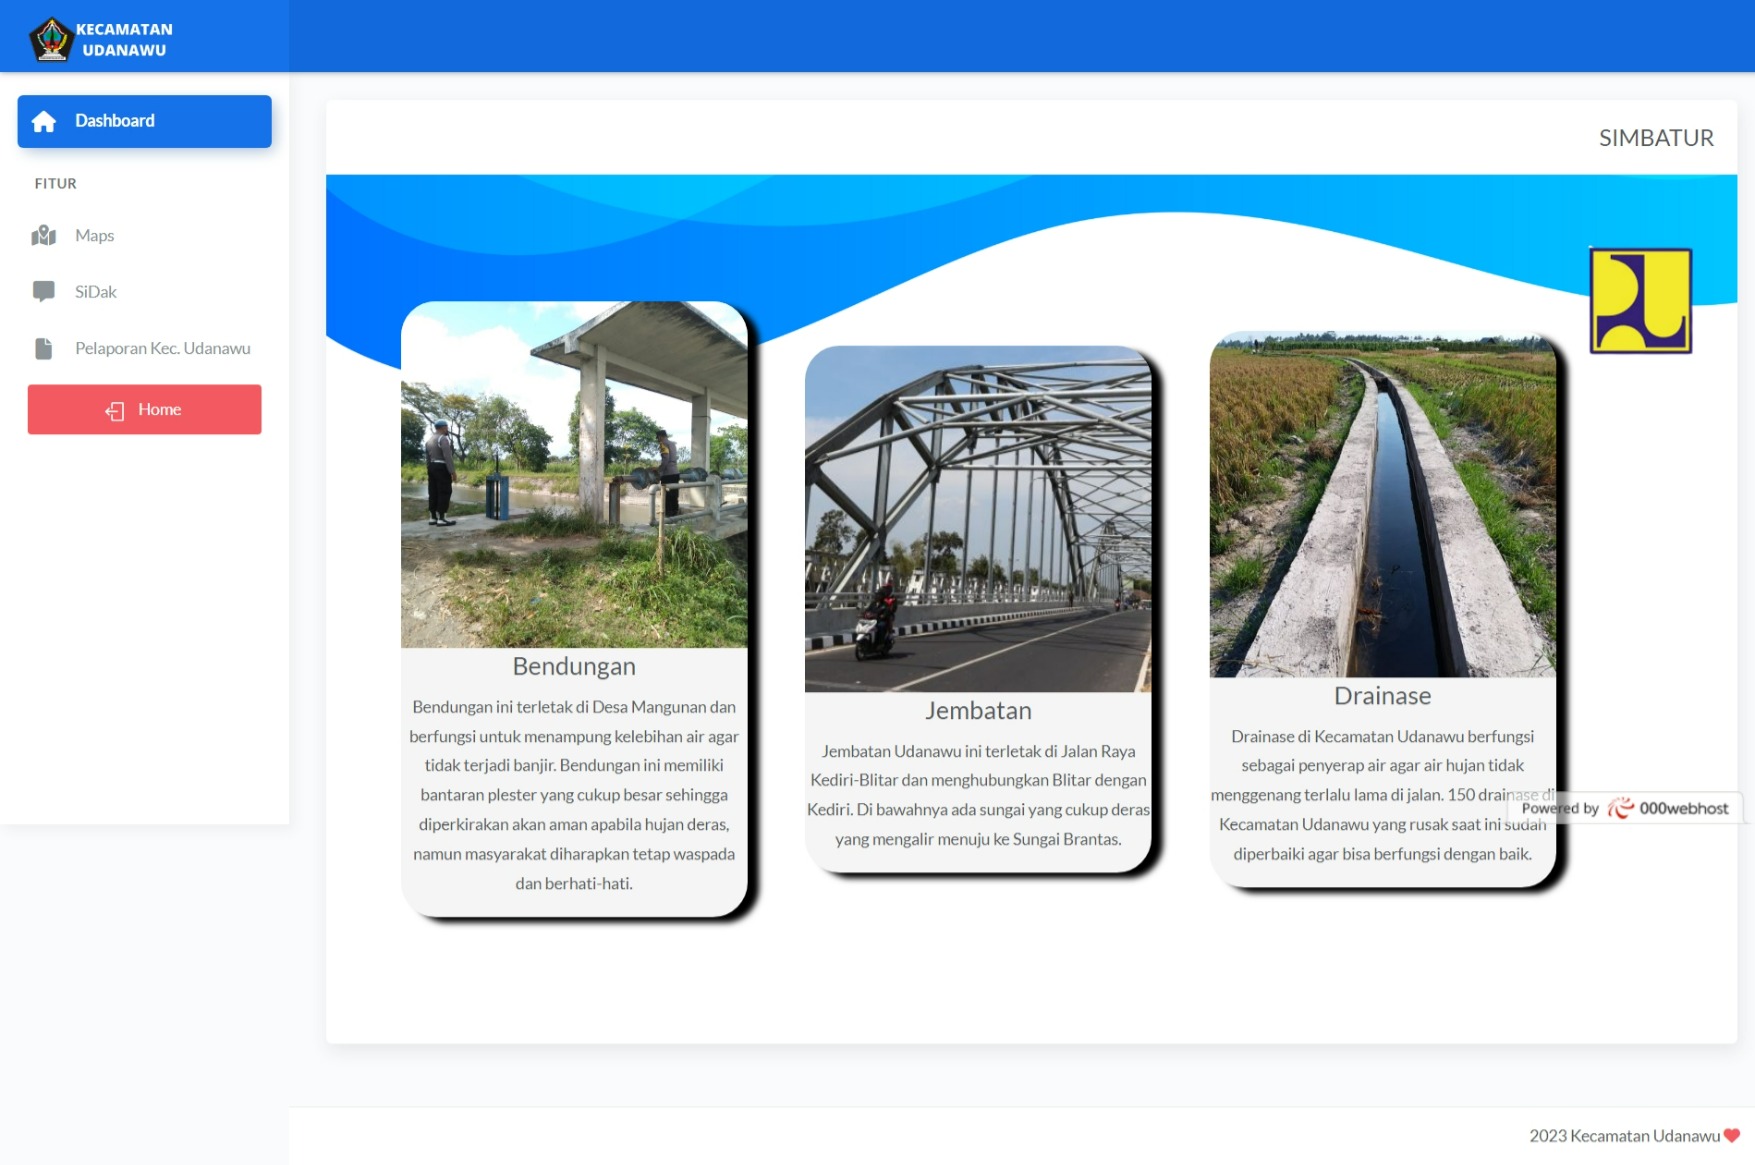 KECAMATAN
UDANAWU
Dashboard
FITUR
Maps
SiDak
Pelaporan Kec. Udanawu
Home
SIMBATUR
Bendungan
Bendungan ini terletak di Desa Mangunan dan
berfungsi untuk menampung kelebihan air agar
tidak terjadi banjir. Bendungan ini memiliki
bantaran plester yang cukup besar sehingga
diperkirakan akan aman apabila hujan deras,
namun masyarakat diharapkan tetap waspada
dan berhati-hati.
Jembatan
Jembatan Udanawu ini terletak di Jalan Raya
Kediri-Blitar dan menghubungkan Blitar dengan
Kediri. Di bawahnya ada sungai yang cukup deras
yang mengalir menuju ke Sungai Brantas.
Drainase
Drainase di Kecamatan Udanawu berfungsi
sebagai penyerap air agar air hujan tidak
menggenang terlalu lama di jalan. 150 drainase di
Kecamatan Udanawu yang rusak saat ini sudah
diperbaiki agar bisa berfungsi dengan baik.
Powered by 000webhost
2023 Kecamatan Udanawu